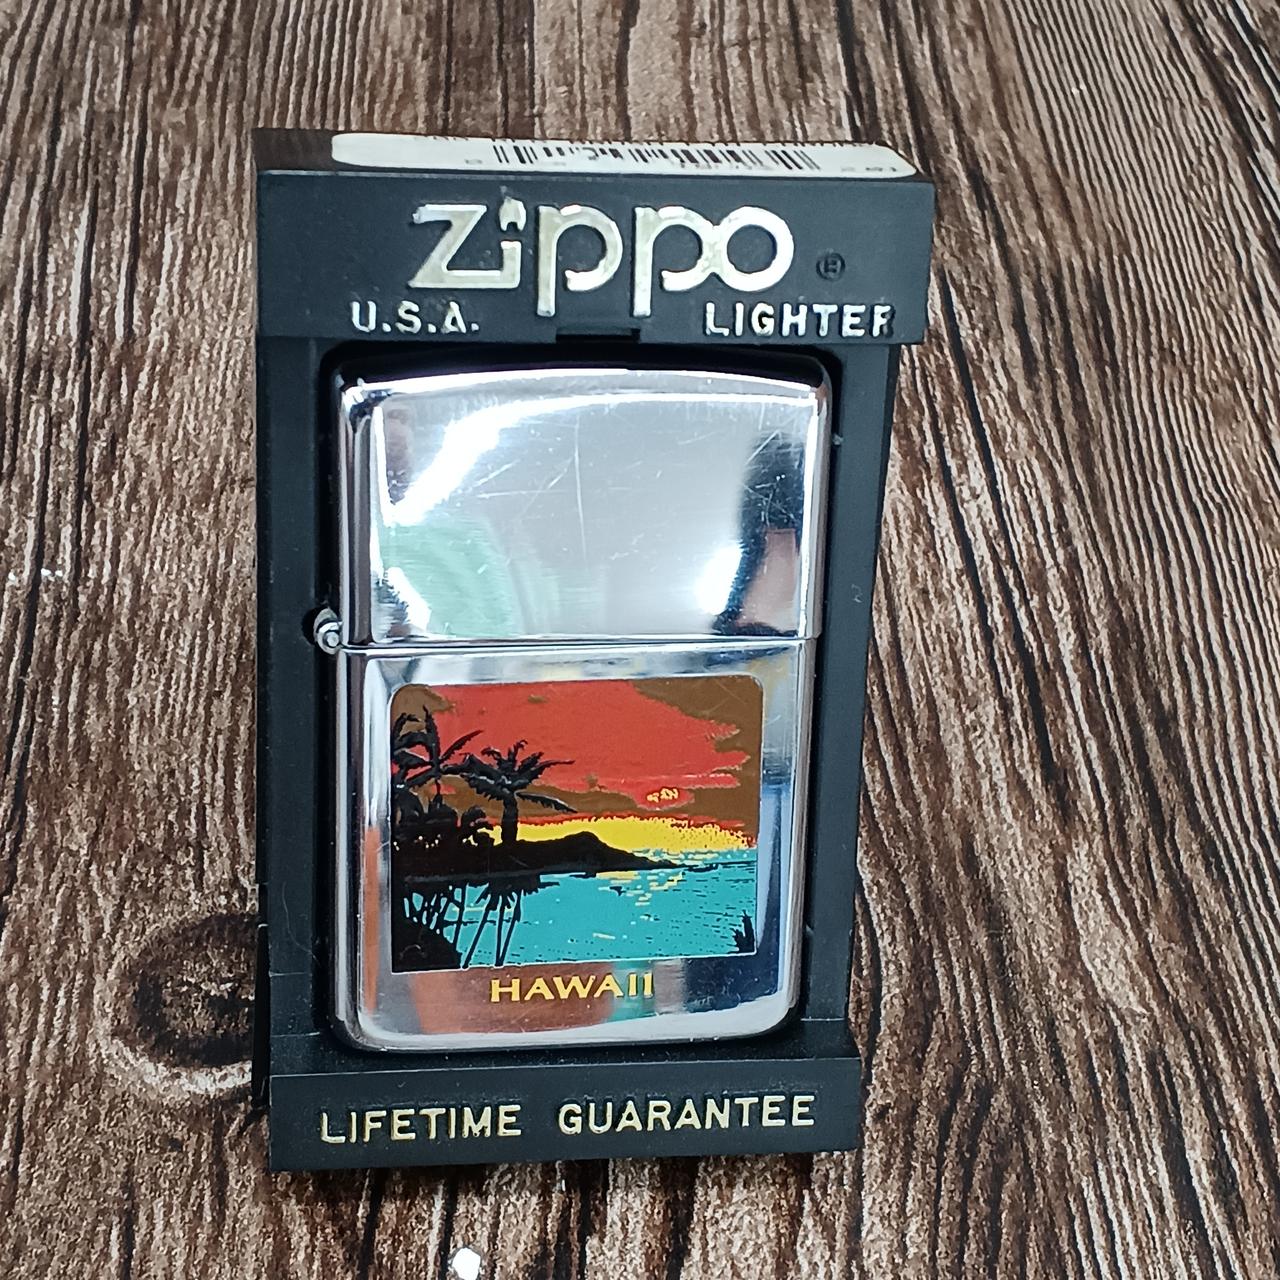 Zippo ®
U.S.A. LIGHTER
HAWAII
LIFETIME GUARANTEE